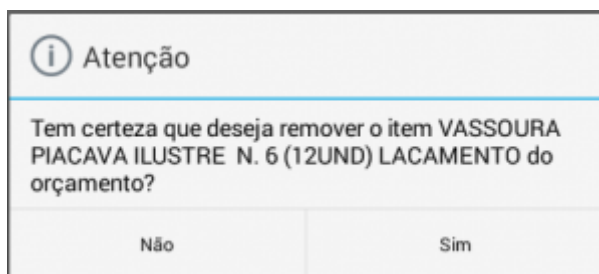 Atenção
Tem certeza que deseja remover o item VASSOURA
PIACAVA ILUSTRE N. 6 (12UND) LACAMENTO do
orçamento?
Não
Sim